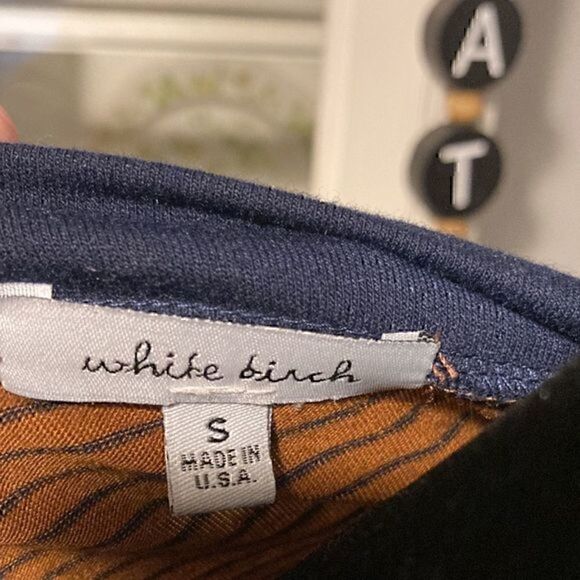 A
T
white birch
S
MADE IN
U.S.A.